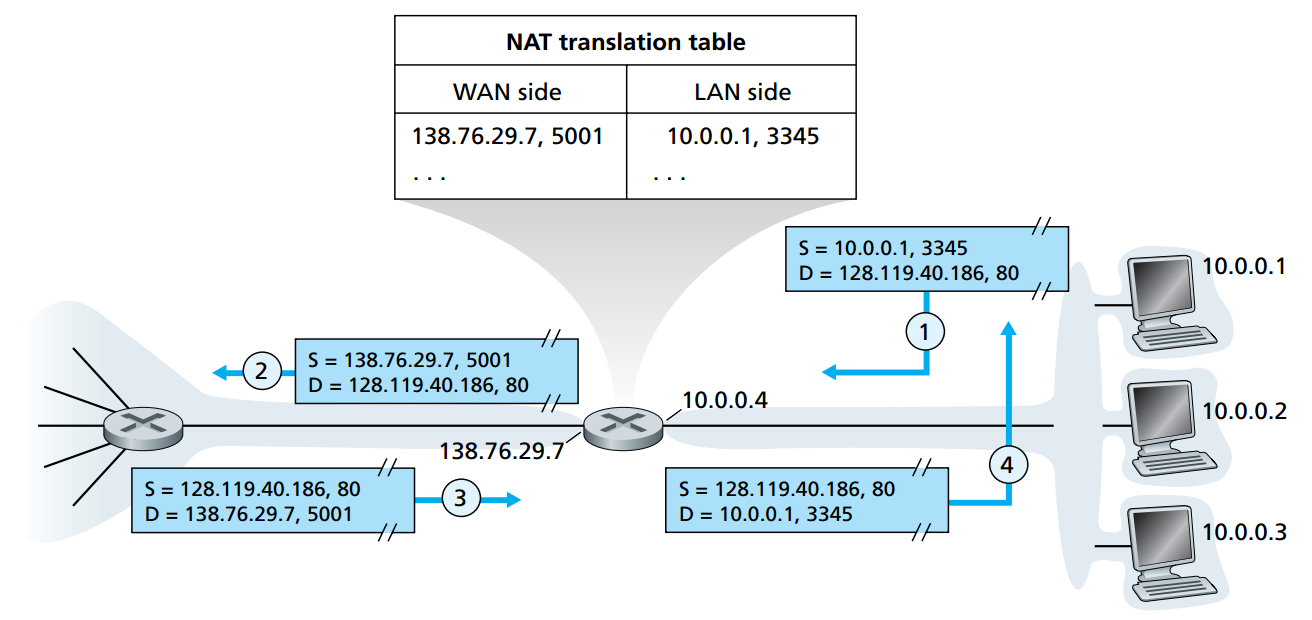 NAT translation table
WAN side
LAN side
138.76.29.7, 5001
10.0.0.1, 3345
. . .
. . .
S = 10.0.0.1, 3345
D = 128.119.40.186, 80
10.0.0.1
1
S = 138.76.29.7, 5001
D = 128.119.40.186, 80
2
10.0.0.4
10.0.0.2
138.76.29.7
4
S = 128.119.40.186, 80
D = 138.76.29.7, 5001
3
S = 128.119.40.186, 80
D = 10.0.0.1, 3345
10.0.0.3